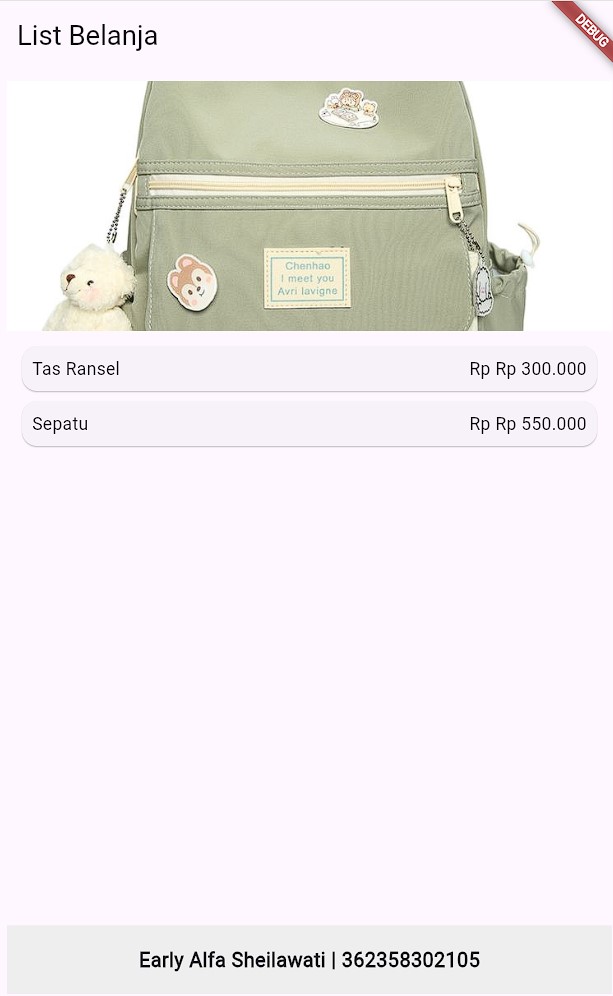 List Belanja
DEBUG
Chenhao
I meet you
Avri lavigne
Tas Ransel Rp Rp 300.000
Sepatu Rp Rp 550.000
Early Alfa Sheilawati | 362358302105